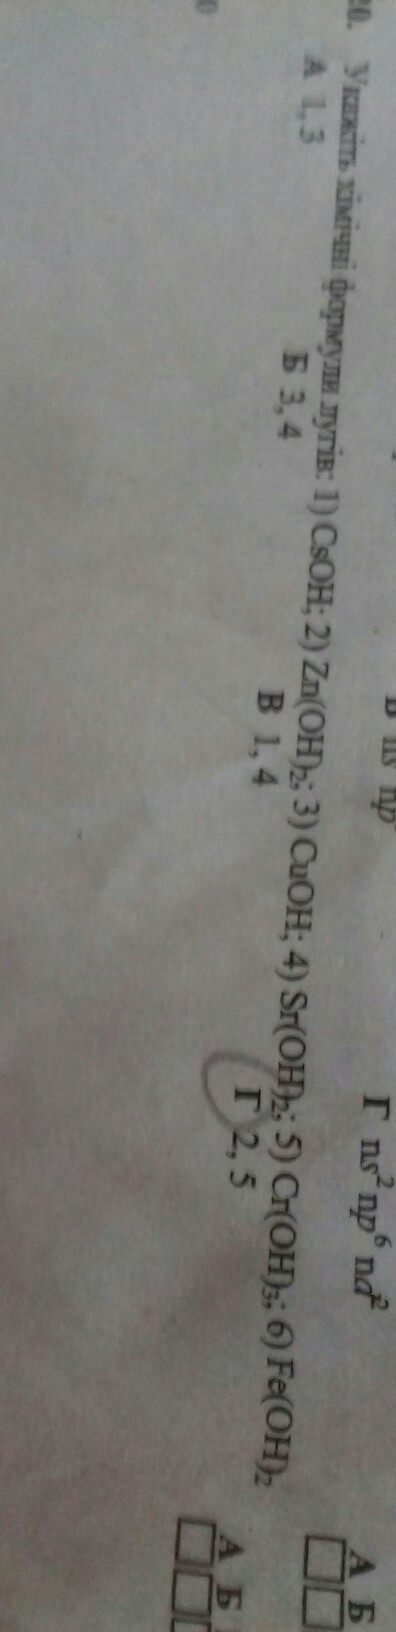 Г ns² np⁶ nd²
А Б
20. Укажіть хімічні формули лугів: 1) CsOH; 2) Zn(OH)₂; 3) CuOH; 4) Sr(OH)₂; 5) Cr(OH)₃; 6) Fe(OH)₂
А 1, 3 Б 3, 4 В 1, 4 Г 2, 5
А Б